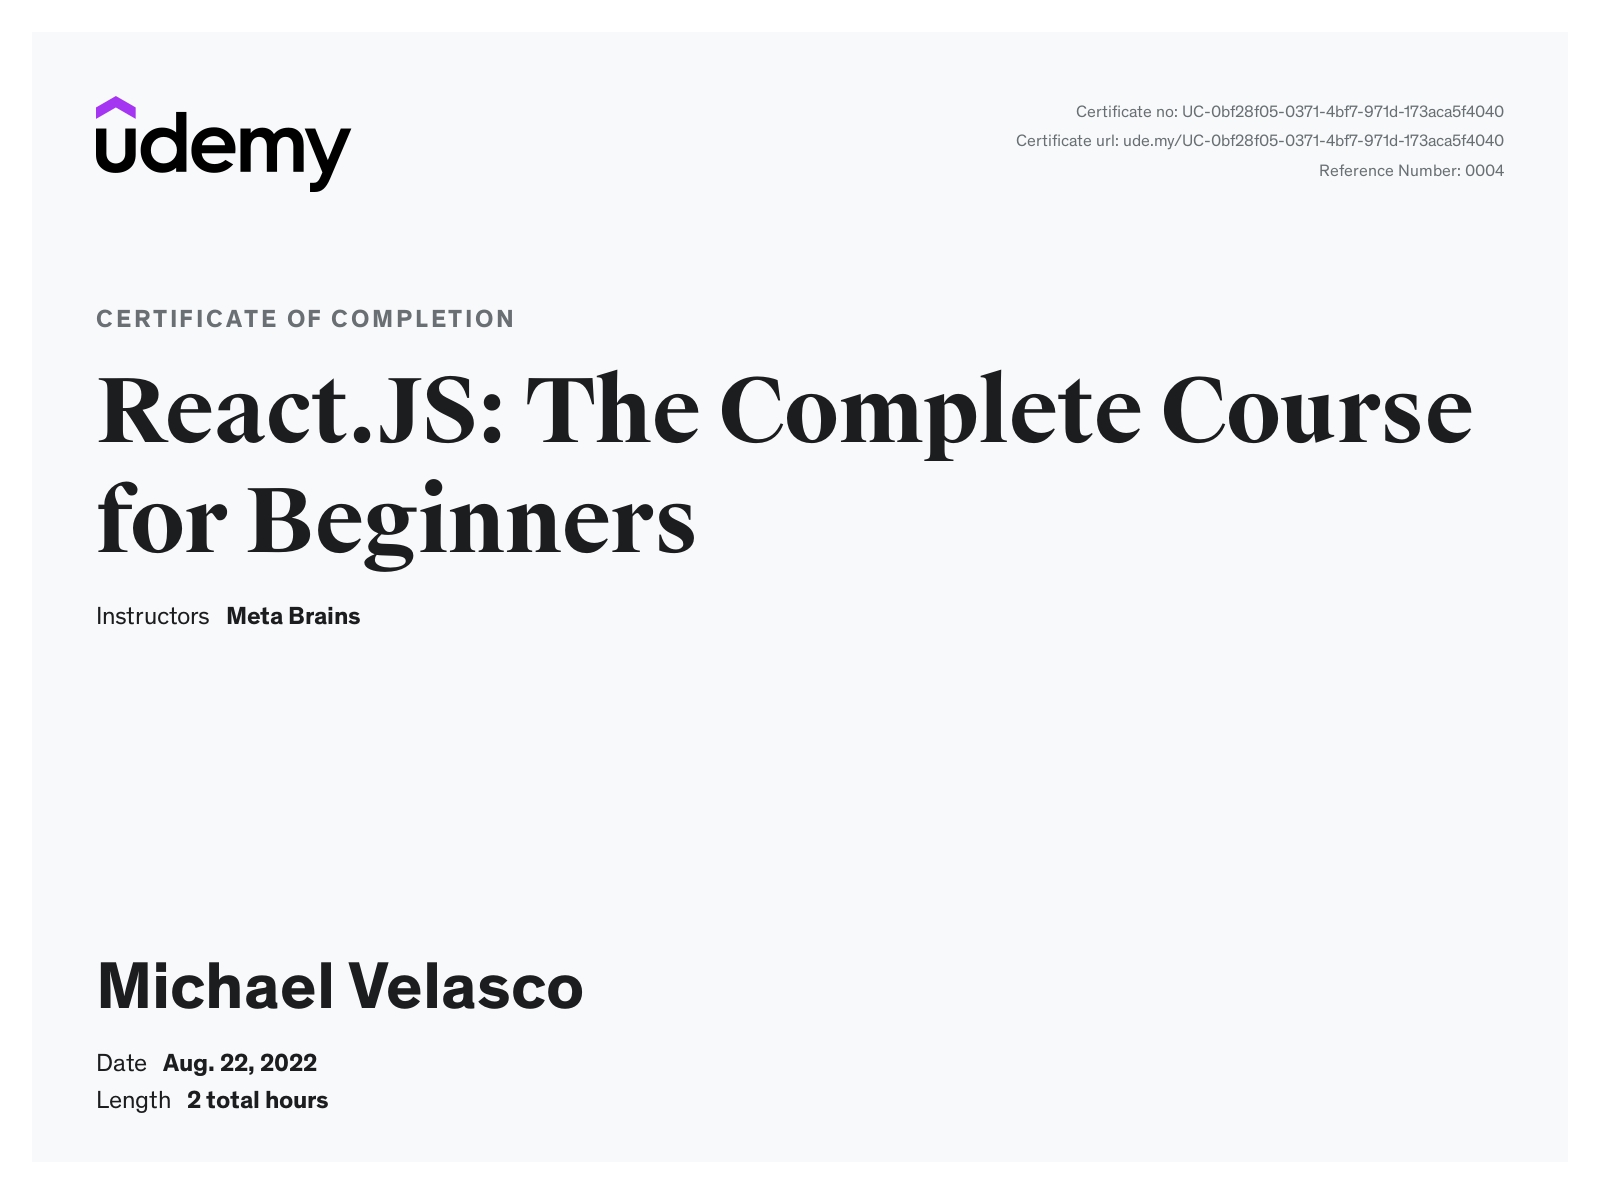 udemy
Certificate no: UC-0bf28f05-0371-4bf7-971d-173aca5f4040
Certificate url: ude.my/UC-0bf28f05-0371-4bf7-971d-173aca5f4040
Reference Number: 0004
CERTIFICATE OF COMPLETION
React.JS: The Complete Course
for Beginners
Instructors Meta Brains
Michael Velasco
Date Aug. 22, 2022
Length 2 total hours